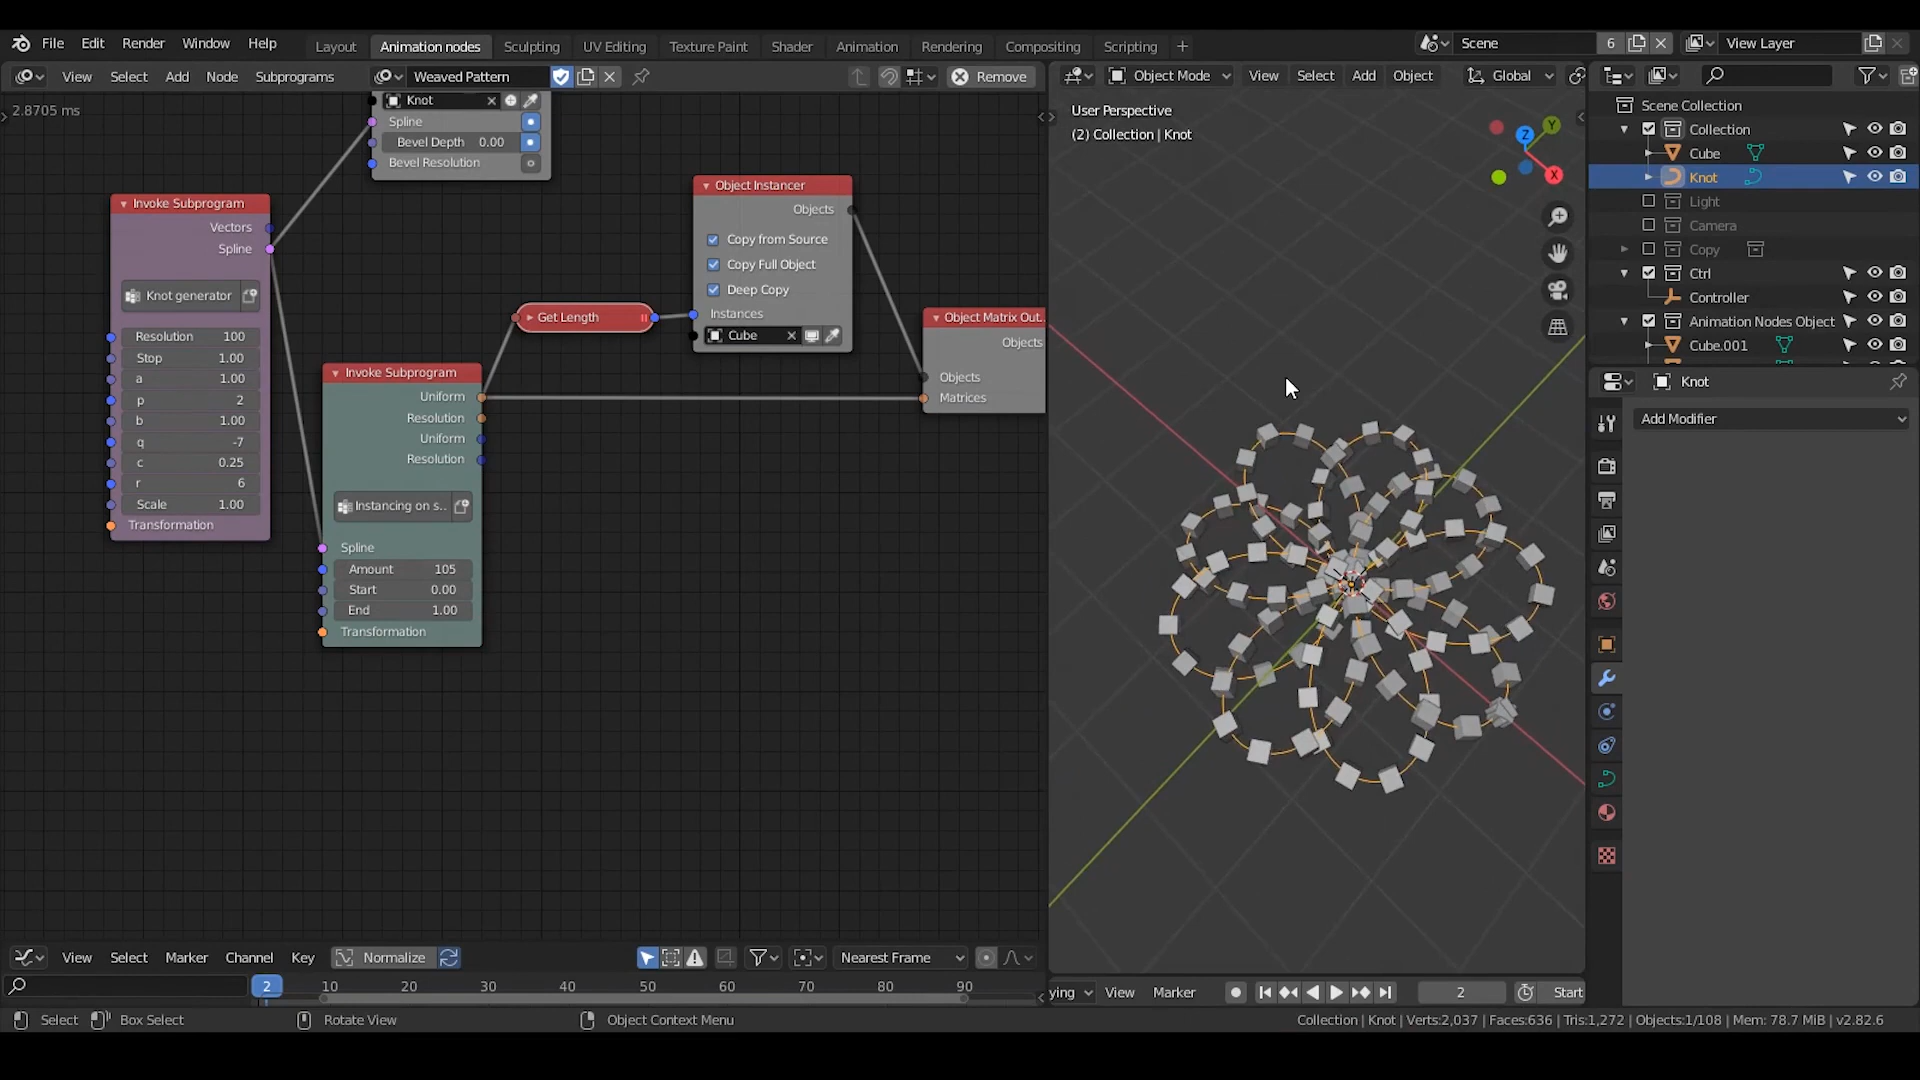 File Edit Render Window Help Layout Animation nodes Sculpting UV Editing Texture Paint Shader Animation Rendering Compositing Scripting + Scene 6 View Layer
View Select Add Node Subprograms Weaved Pattern Remove Object Mode View Select Add Object Global
2.8705 ms
Knot
Spline
Bevel Depth 0.00
Bevel Resolution
Invoke Subprogram
Vectors
Spline
Knot generator
Resolution 100
Stop 1.00
a 1.00
p 2
b 1.00
q -7
c 0.25
r 6
Scale 1.00
Transformation
Invoke Subprogram
Uniform
Resolution
Uniform
Resolution
Instancing on s..
Spline
Amount 105
Start 0.00
End 1.00
Transformation
Get Length
Object Instancer
Objects
Copy from Source
Copy Full Object
Deep Copy
Instances
Cube
Object Matrix Out..
Objects
Objects
Matrices
User Perspective
(2) Collection | Knot
Z
Y
X
Scene Collection
Collection
Cube
Knot
Light
Camera
Copy
Ctrl
Controller
Animation Nodes Object
Cube.001
Knot
Add Modifier
View Select Marker Channel Key Normalize Nearest Frame
2 10 20 30 40 50 60 70 80 90
ying View Marker 2 Start
Select Box Select Rotate View Object Context Menu
Collection | Knot | Verts:2,037 | Faces:636 | Tris:1,272 | Objects:1/108 | Mem: 78.7 MiB | v2.82.6